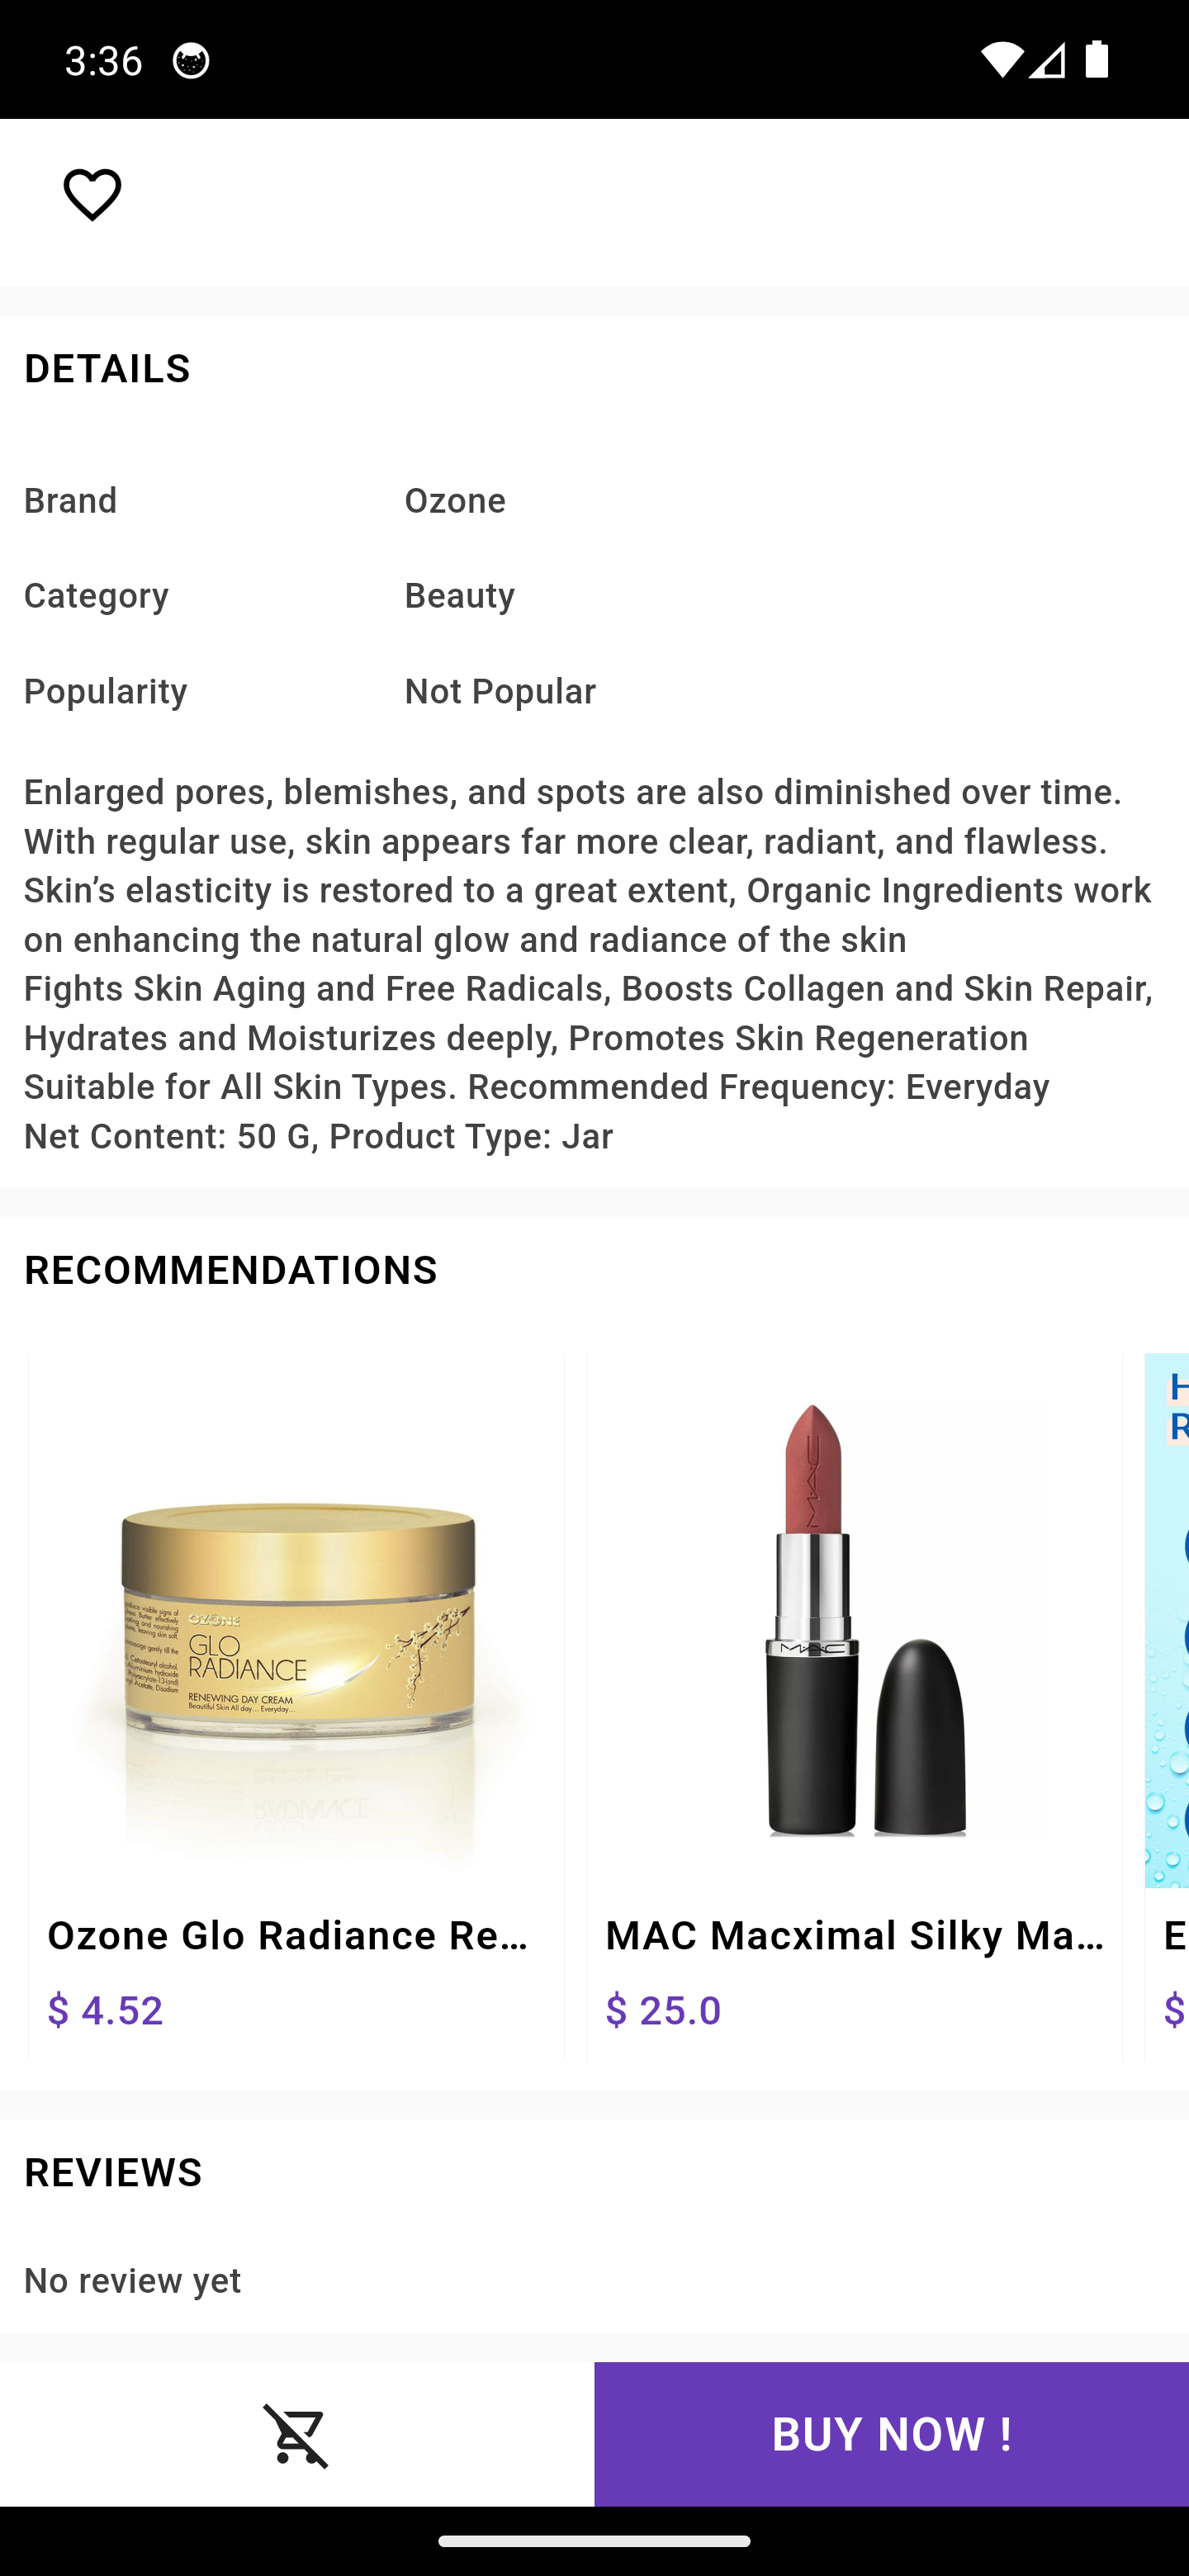 3:36
DETAILS
Brand Ozone
Category Beauty
Popularity Not Popular
Enlarged pores, blemishes, and spots are also diminished over time.
With regular use, skin appears far more clear, radiant, and flawless.
Skin’s elasticity is restored to a great extent, Organic Ingredients work
on enhancing the natural glow and radiance of the skin
Fights Skin Aging and Free Radicals, Boosts Collagen and Skin Repair,
Hydrates and Moisturizes deeply, Promotes Skin Regeneration
Suitable for All Skin Types. Recommended Frequency: Everyday
Net Content: 50 G, Product Type: Jar
RECOMMENDATIONS
OZONE
GLO
RADIANCE
RENEWING DAY CREAM
Beautiful Skin All day... Everyday...
MAC
H
R
Ozone Glo Radiance Re…
MAC Macximal Silky Ma…
E
$ 4.52
$ 25.0
$
REVIEWS
No review yet
BUY NOW !